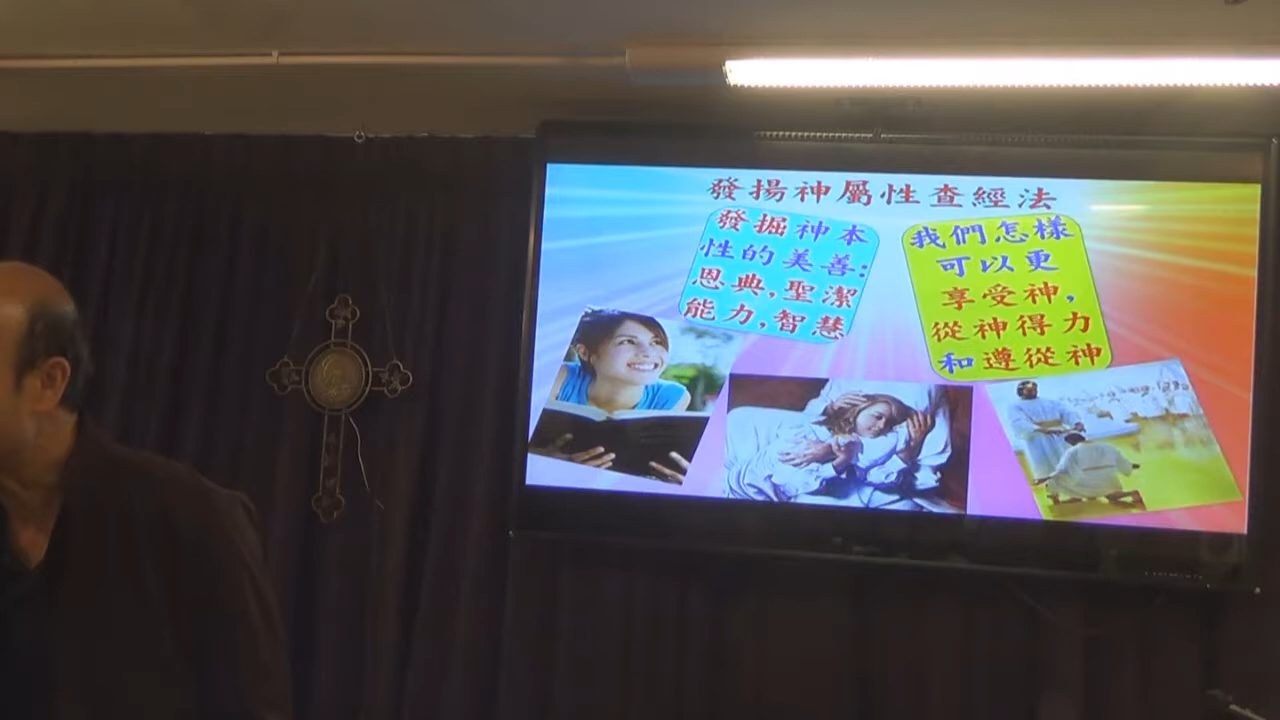 發揚神屬性查經法
發掘神本
性的美善:
恩典,聖潔
能力,智慧
我們怎樣
可以更
享受神,
從神得力
和遵從神